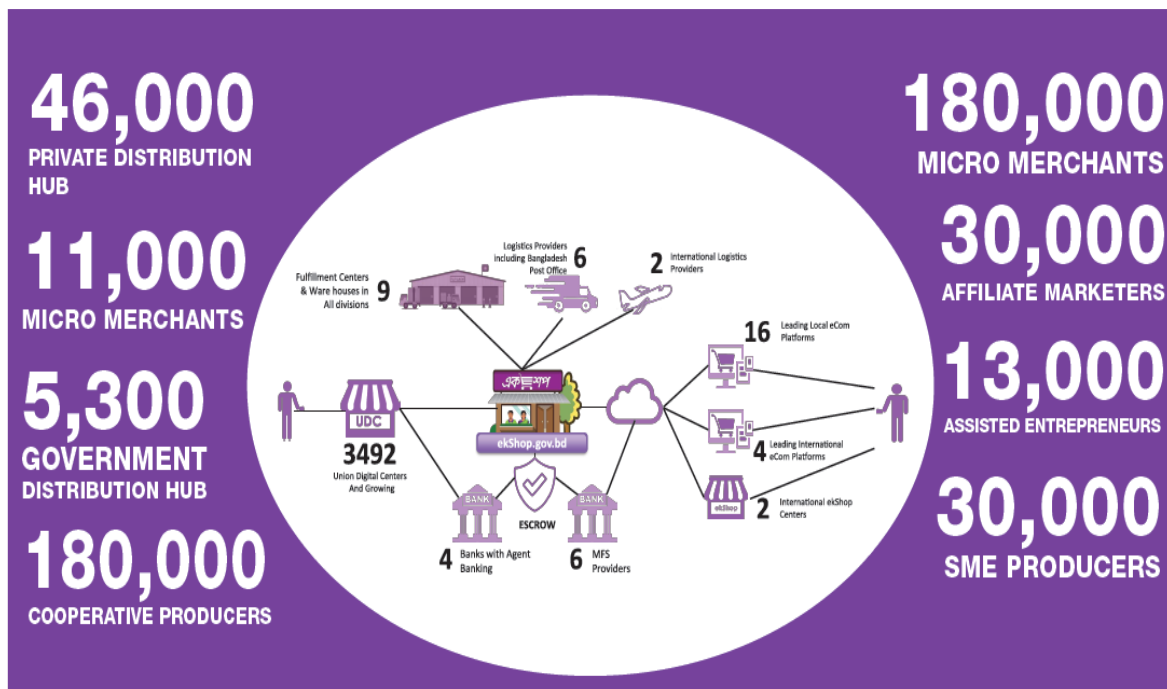 46,000
PRIVATE DISTRIBUTION
HUB
11,000
MICRO MERCHANTS
5,300
GOVERNMENT
DISTRIBUTION HUB
180,000
COOPERATIVE PRODUCERS
Fulfillment Centers
& Ware houses in
All divisions
9
Logistics Providers
including Bangladesh
Post Office
6
2
International Logistics
Providers
UDC
3492
Union Digital Centers
And Growing
একশপ
ekShop.gov.bd
BANK
ESCROW
BANK
4
Banks with Agent
Banking
6
MFS
Providers
16
Leading Local eCom
Platforms
4
Leading International
eCom Platforms
ekShop
2
International ekShop
Centers
180,000
MICRO MERCHANTS
30,000
AFFILIATE MARKETERS
13,000
ASSISTED ENTREPRENEURS
30,000
SME PRODUCERS